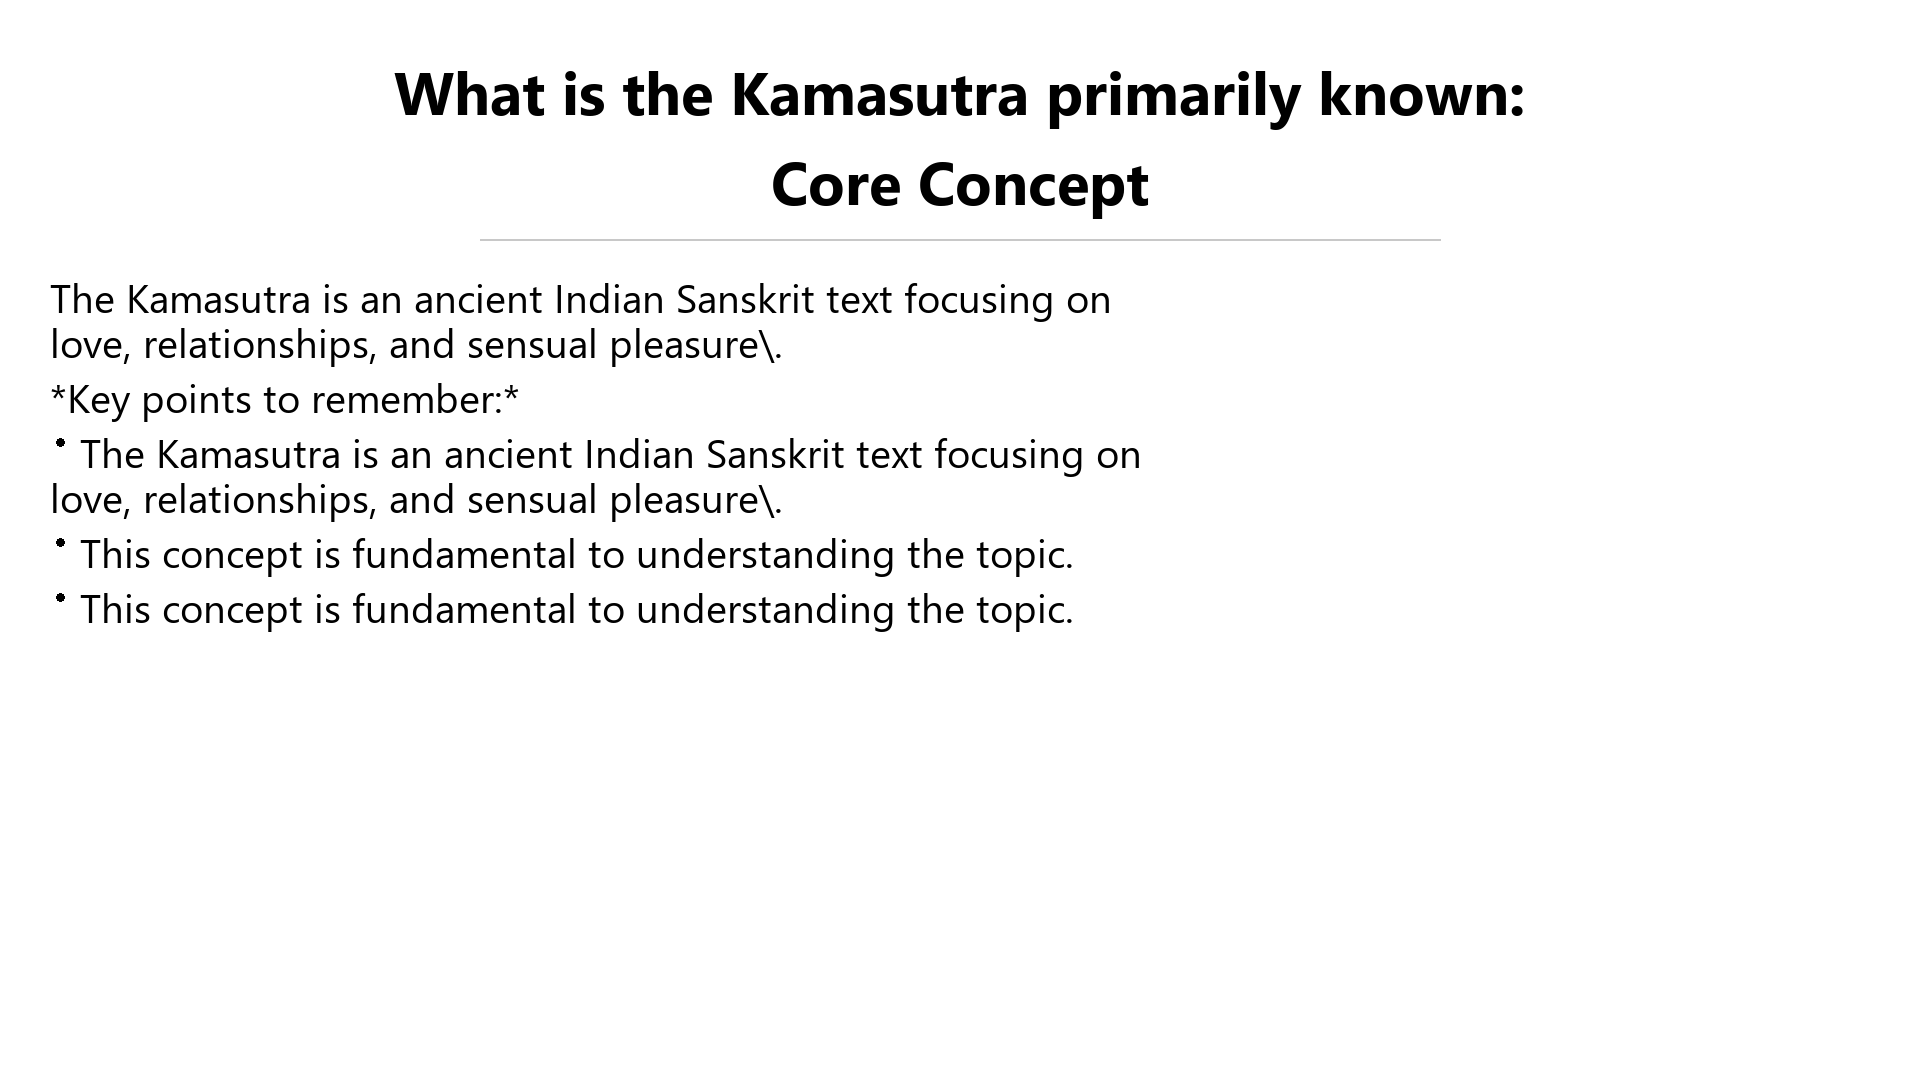 What is the Kamasutra primarily known:
Core Concept
The Kamasutra is an ancient Indian Sanskrit text focusing on
love, relationships, and sensual pleasure\.
*Key points to remember:*
• The Kamasutra is an ancient Indian Sanskrit text focusing on
love, relationships, and sensual pleasure\.
• This concept is fundamental to understanding the topic.
• This concept is fundamental to understanding the topic.